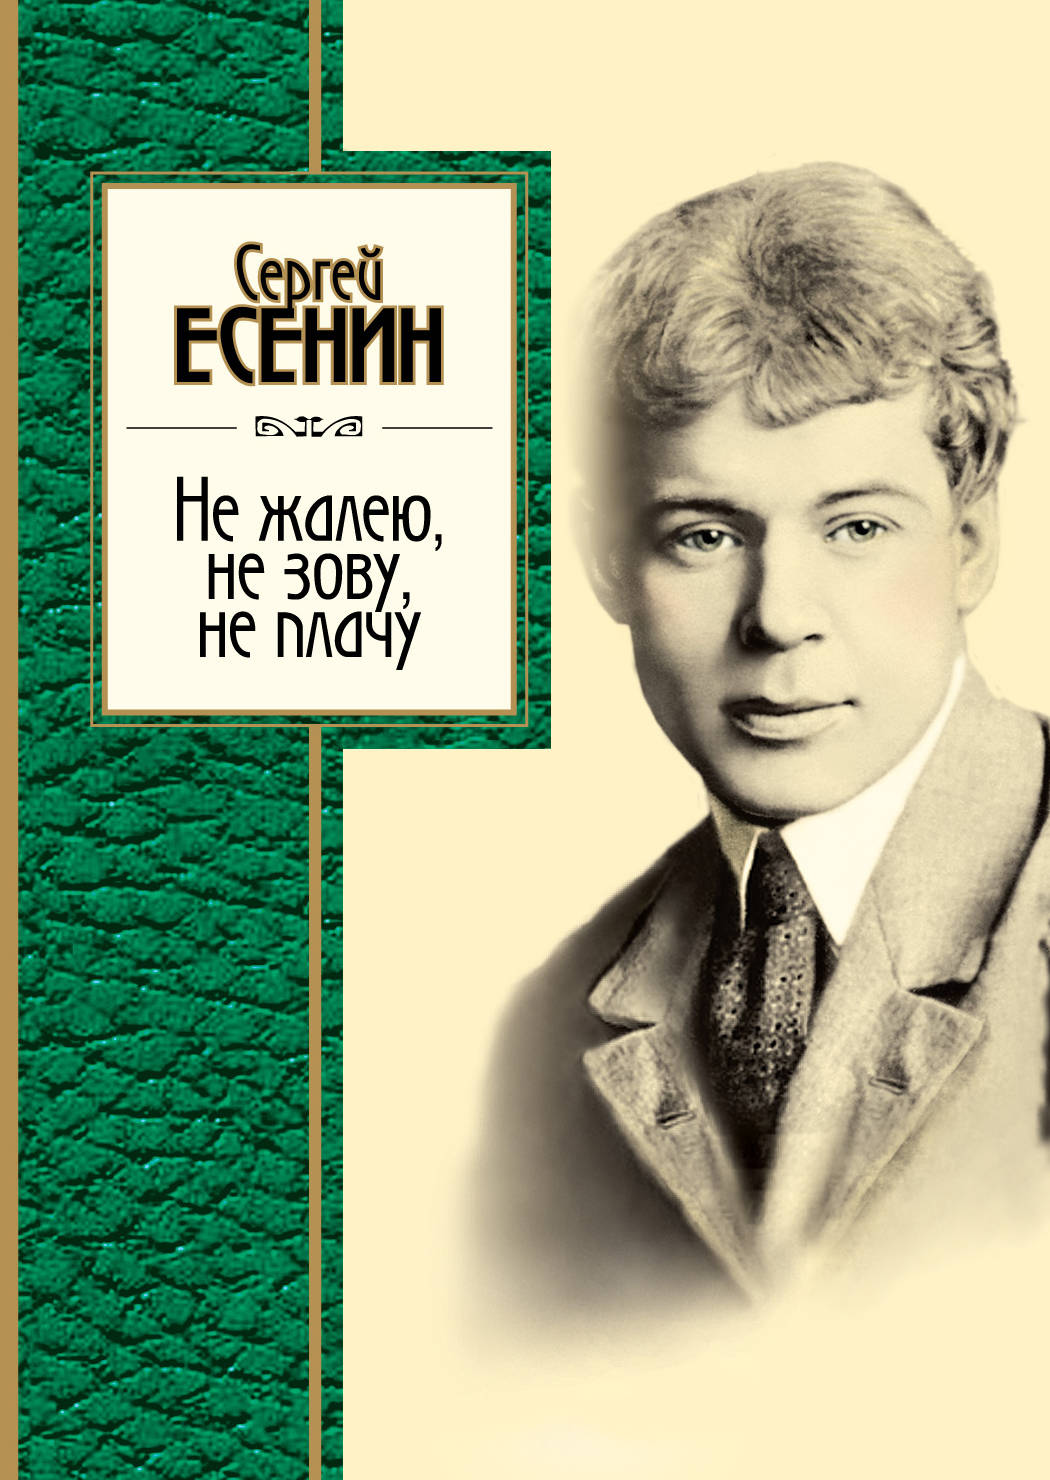 Сергей
ЕСЕНИН
Не жалею,
не зову,
не плачу